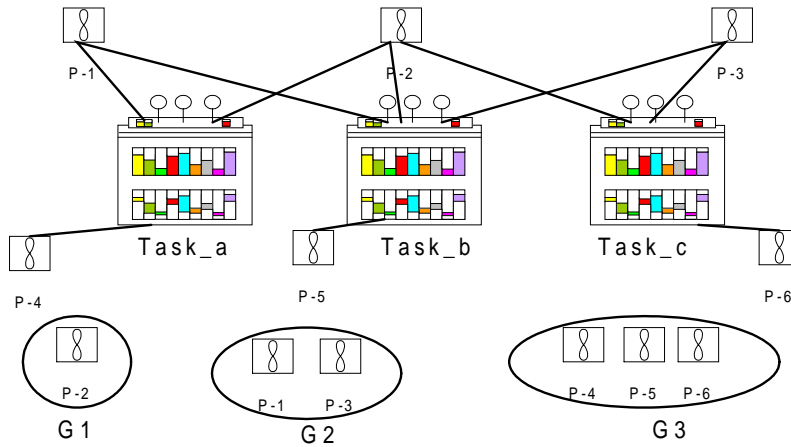 P-1
P-2
P-3
Task_a
Task_b
Task_c
P-4
P-5
P-6
P-2
P-1
P-3
P-4
P-5
P-6
G1
G2
G3